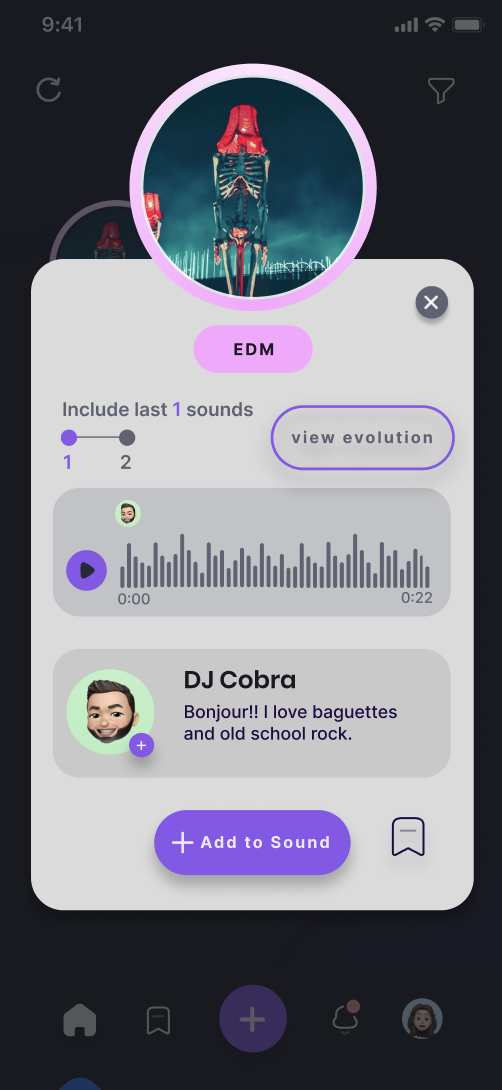 9:41
EDM
Include last 1 sounds
1 2
view evolution
0:00 0:22
DJ Cobra
Bonjour!! I love baguettes
and old school rock.
Add to Sound